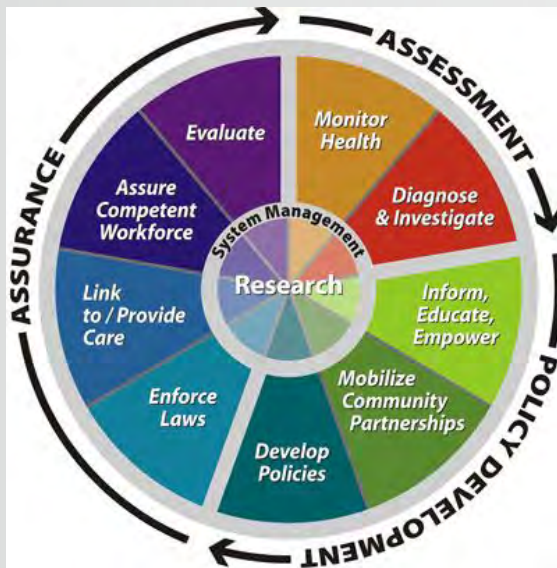 ASSESSMENT
Monitor
Health
Diagnose
& Investigate
POLICY DEVELOPMENT
Inform,
Educate,
Empower
Mobilize
Community
Partnerships
Develop
Policies
ASSURANCE
Enforce
Laws
Link
to / Provide
Care
Assure
Competent
Workforce
Evaluate
System Management
Research